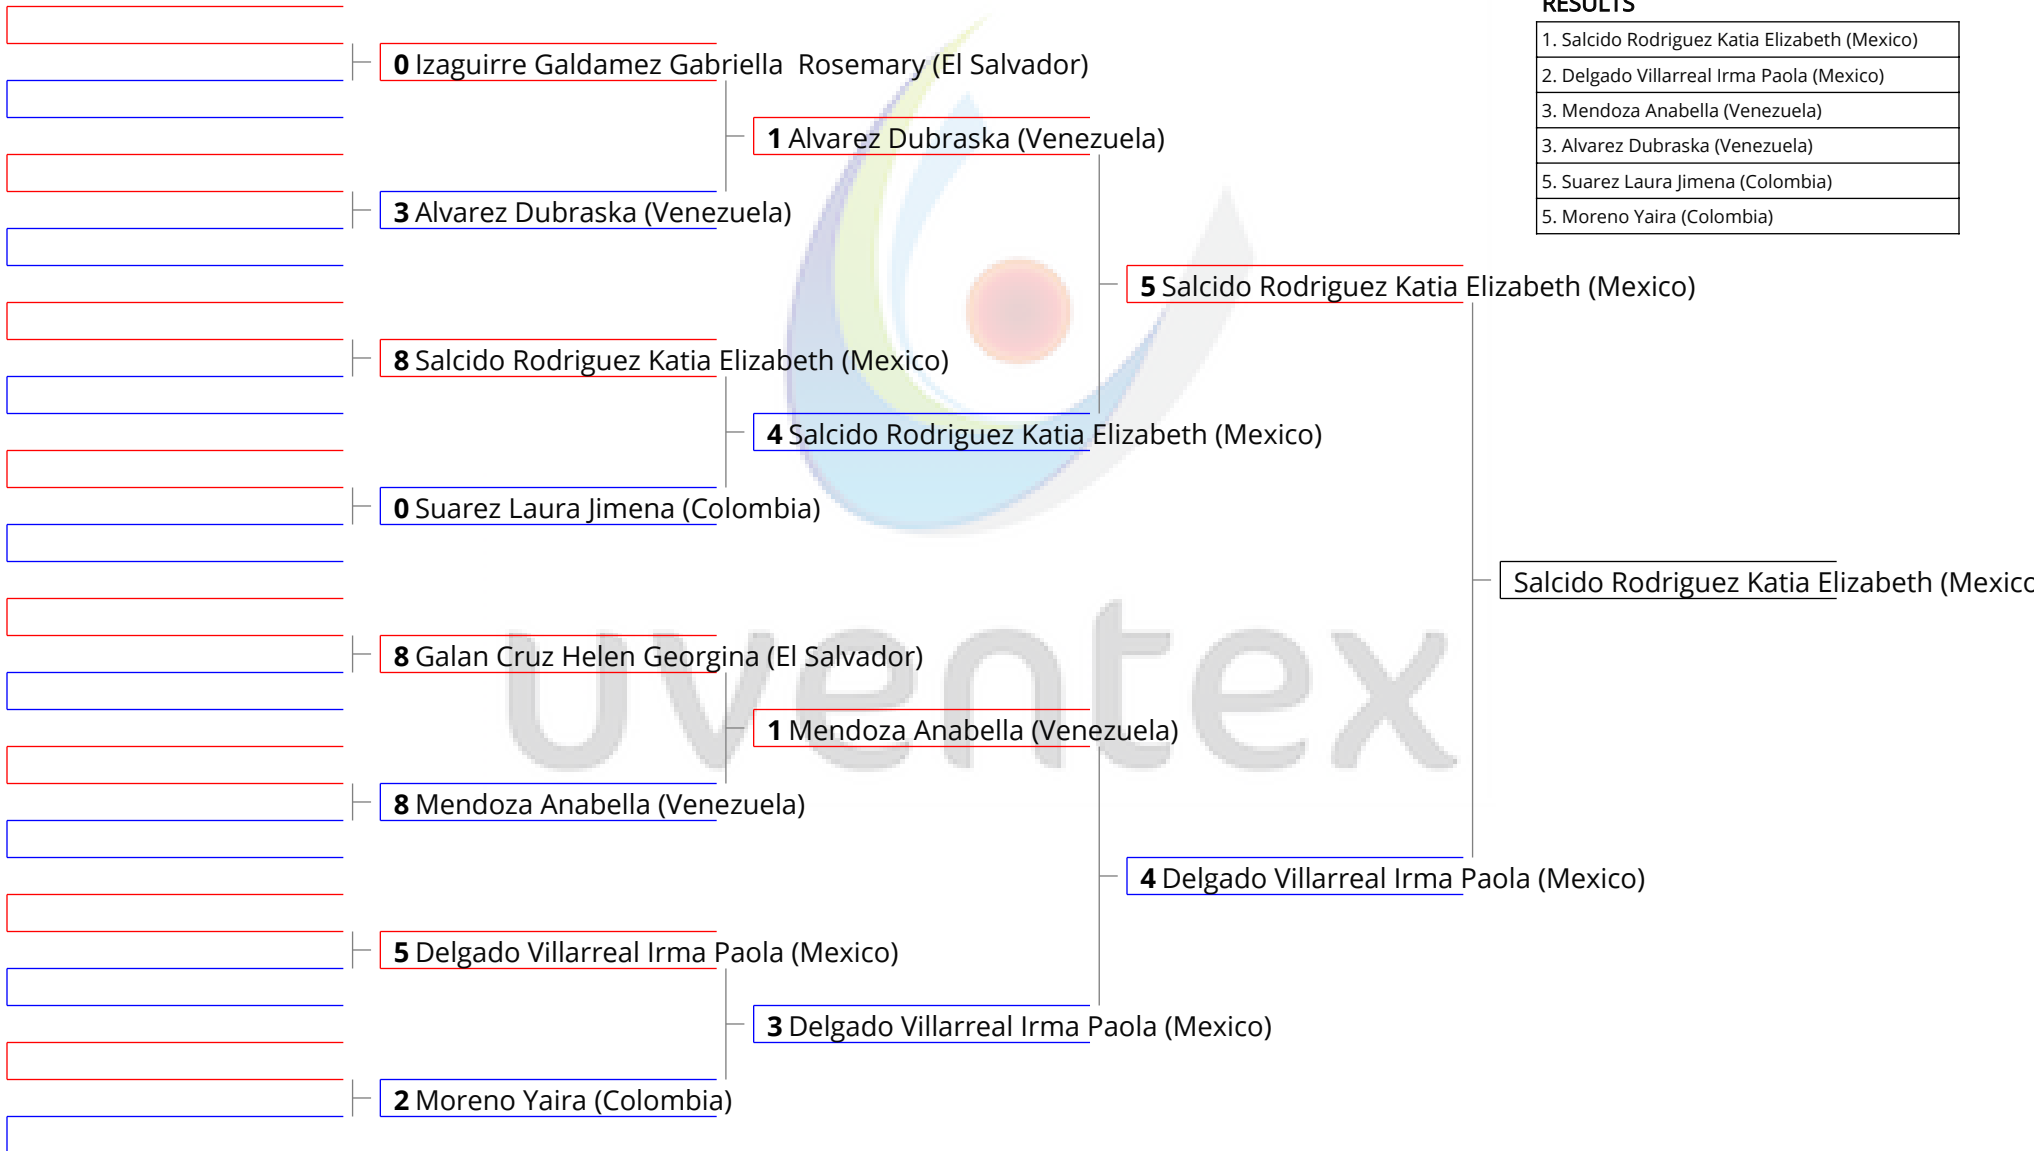 RESULTS
1. Salcido Rodriguez Katia Elizabeth (Mexico)
2. Delgado Villarreal Irma Paola (Mexico)
3. Mendoza Anabella (Venezuela)
3. Alvarez Dubraska (Venezuela)
5. Suarez Laura Jimena (Colombia)
5. Moreno Yaira (Colombia)
0 Izaguirre Galdamez Gabriella  Rosemary (El Salvador)
1 Alvarez Dubraska (Venezuela)
3 Alvarez Dubraska (Venezuela)
5 Salcido Rodriguez Katia Elizabeth (Mexico)
8 Salcido Rodriguez Katia Elizabeth (Mexico)
4 Salcido Rodriguez Katia Elizabeth (Mexico)
0 Suarez Laura Jimena (Colombia)
Salcido Rodriguez Katia Elizabeth (Mexico
8 Galan Cruz Helen Georgina (El Salvador)
uventex
1 Mendoza Anabella (Venezuela)
8 Mendoza Anabella (Venezuela)
4 Delgado Villarreal Irma Paola (Mexico)
5 Delgado Villarreal Irma Paola (Mexico)
3 Delgado Villarreal Irma Paola (Mexico)
2 Moreno Yaira (Colombia)